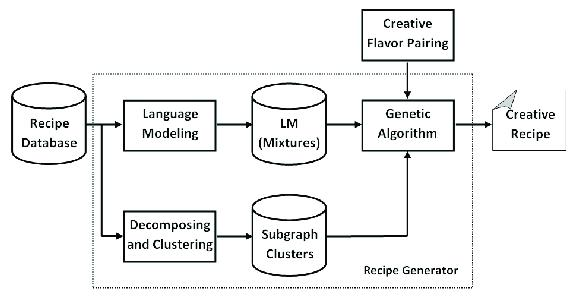 Creative
Flavor Pairing
Recipe
Database
Language
Modeling
LM
(Mixtures)
Genetic
Algorithm
Creative
Recipe
Decomposing
and Clustering
Subgraph
Clusters
Recipe Generator